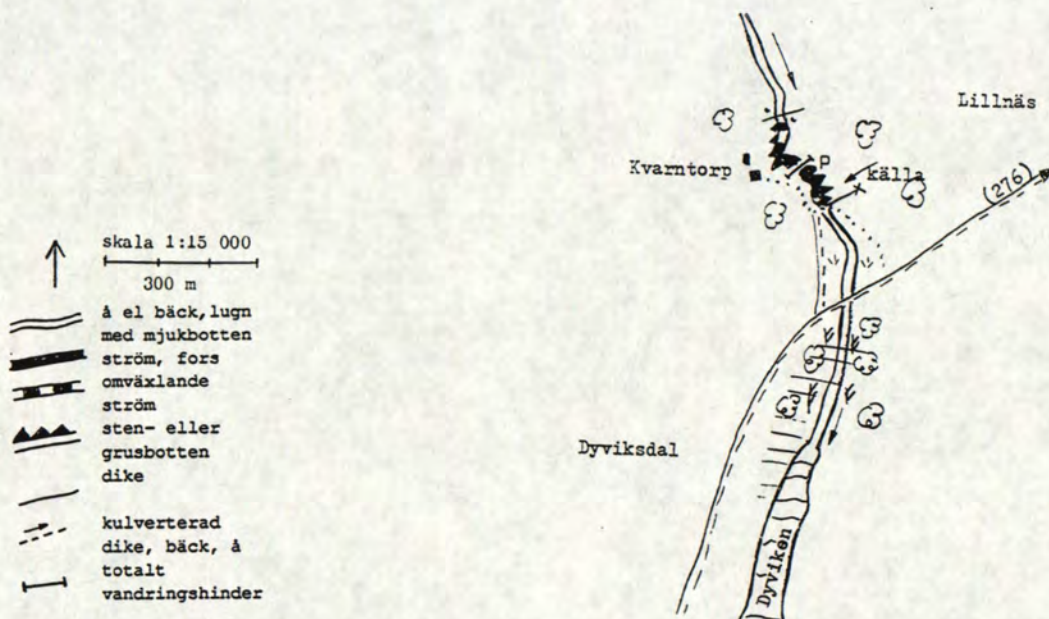 Lillnäs
Kvarntorp
P
källa
(276)
skala 1:15 000
300 m
å el bäck, lugn
med mjukbotten
ström, fors
omväxlande
ström
sten- eller
grusbotten
dike
kulverterad
dike, bäck, å
totalt
vandringshinder
Dyviksdal
Dyviken